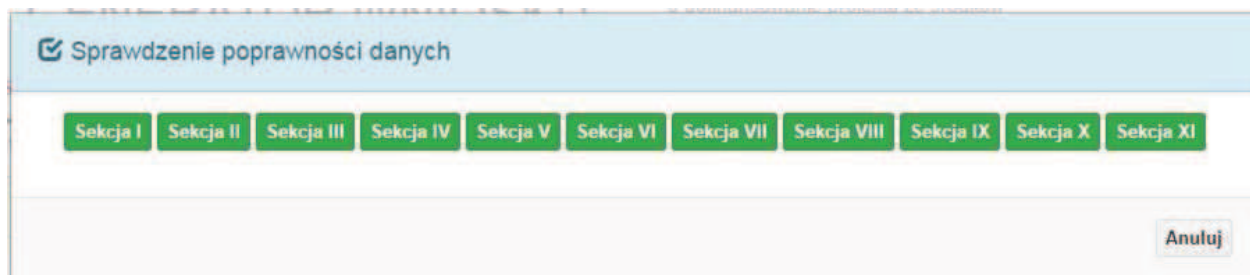 Sprawdzenie poprawności danych
Sekcja I Sekcja II Sekcja III Sekcja IV Sekcja V Sekcja VI Sekcja VII Sekcja VIII Sekcja IX Sekcja X Sekcja XI
Anuluj